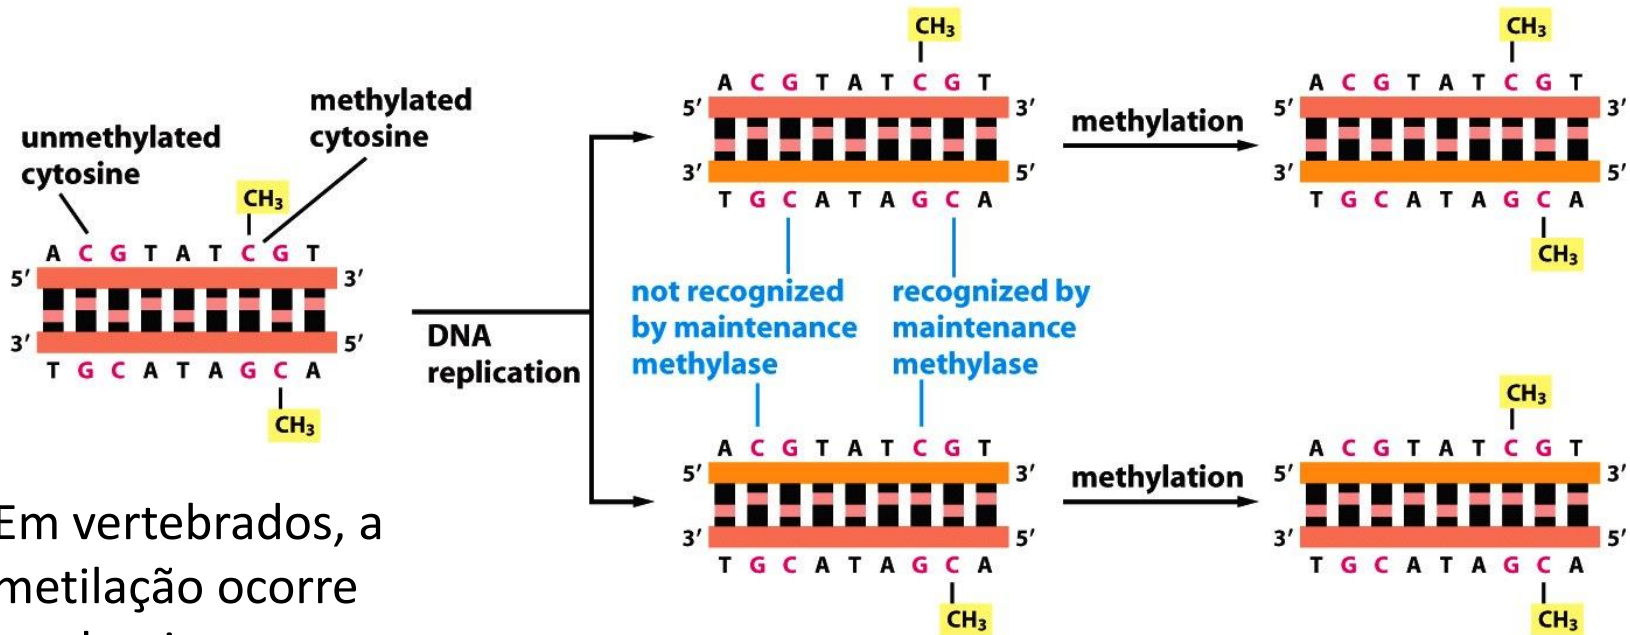 unmethylated
cytosine
methylated
cytosine
CH₃
A C G T A T C G T
5′ 3′
3′ 5′
T G C A T A G C A
CH₃
DNA
replication
CH₃
A C G T A T C G T
5′ 3′
3′ 5′
T G C A T A G C A
methylation
CH₃
A C G T A T C G T
5′ 3′
3′ 5′
T G C A T A G C A
CH₃
not recognized
by maintenance
methylase
recognized by
maintenance
methylase
A C G T A T C G T
5′ 3′
3′ 5′
T G C A T A G C A
CH₃
methylation
CH₃
A C G T A T C G T
5′ 3′
3′ 5′
T G C A T A G C A
CH₃
Em vertebrados, a
metilação ocorre